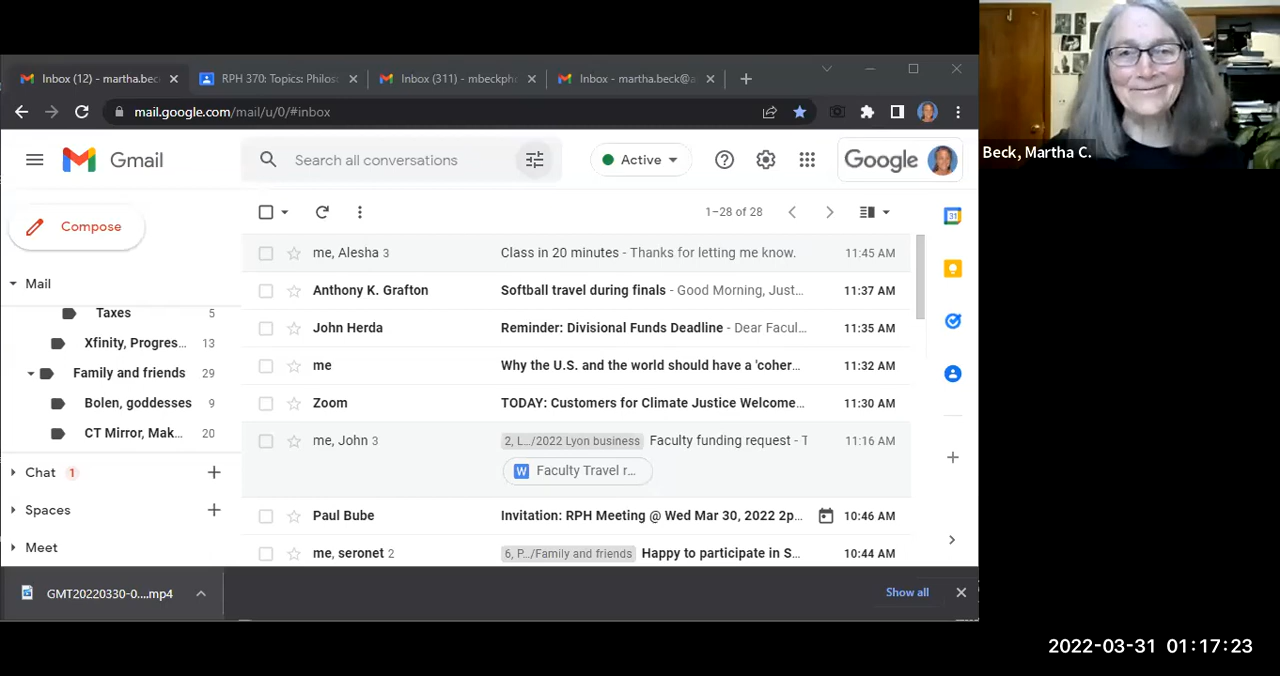 Inbox (12) - martha.bec
RPH 370: Topics: Philos
Inbox (311) - mbeckph
Inbox - martha.beck@a
mail.google.com/mail/u/0/#inbox
Beck, Martha C.
Gmail
Search all conversations
Active
Google
Compose
1–28 of 28
31
me, Alesha 3 Class in 20 minutes - Thanks for letting me know. 11:45 AM
Mail
Anthony K. Grafton Softball travel during finals - Good Morning, Just... 11:37 AM
Taxes 5
John Herda Reminder: Divisional Funds Deadline - Dear Facul... 11:35 AM
Xfinity, Progres... 13
me Why the U.S. and the world should have a 'coher... 11:32 AM
Family and friends 29
Zoom TODAY: Customers for Climate Justice Welcome... 11:30 AM
Bolen, goddesses 9
CT Mirror, Mak... 20
me, John 3 2, L.../2022 Lyon business Faculty funding request - T 11:16 AM
W Faculty Travel r...
Chat 1
Spaces
Paul Bube Invitation: RPH Meeting @ Wed Mar 30, 2022 2p... 10:46 AM
Meet
me, seronet 2 6, P.../Family and friends Happy to participate in S... 10:44 AM
GMT20220330-0....mp4
Show all
2022-03-31 01:17:23